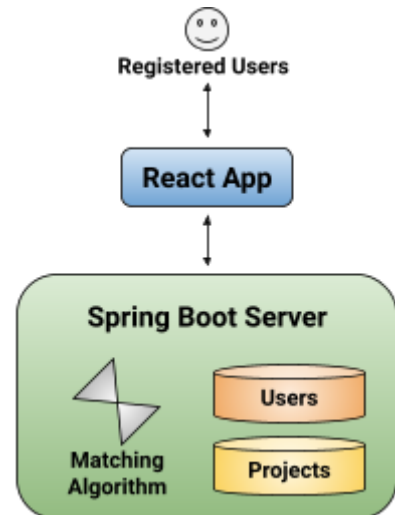 Registered Users
React App
Spring Boot Server
Users
Matching
Algorithm
Projects